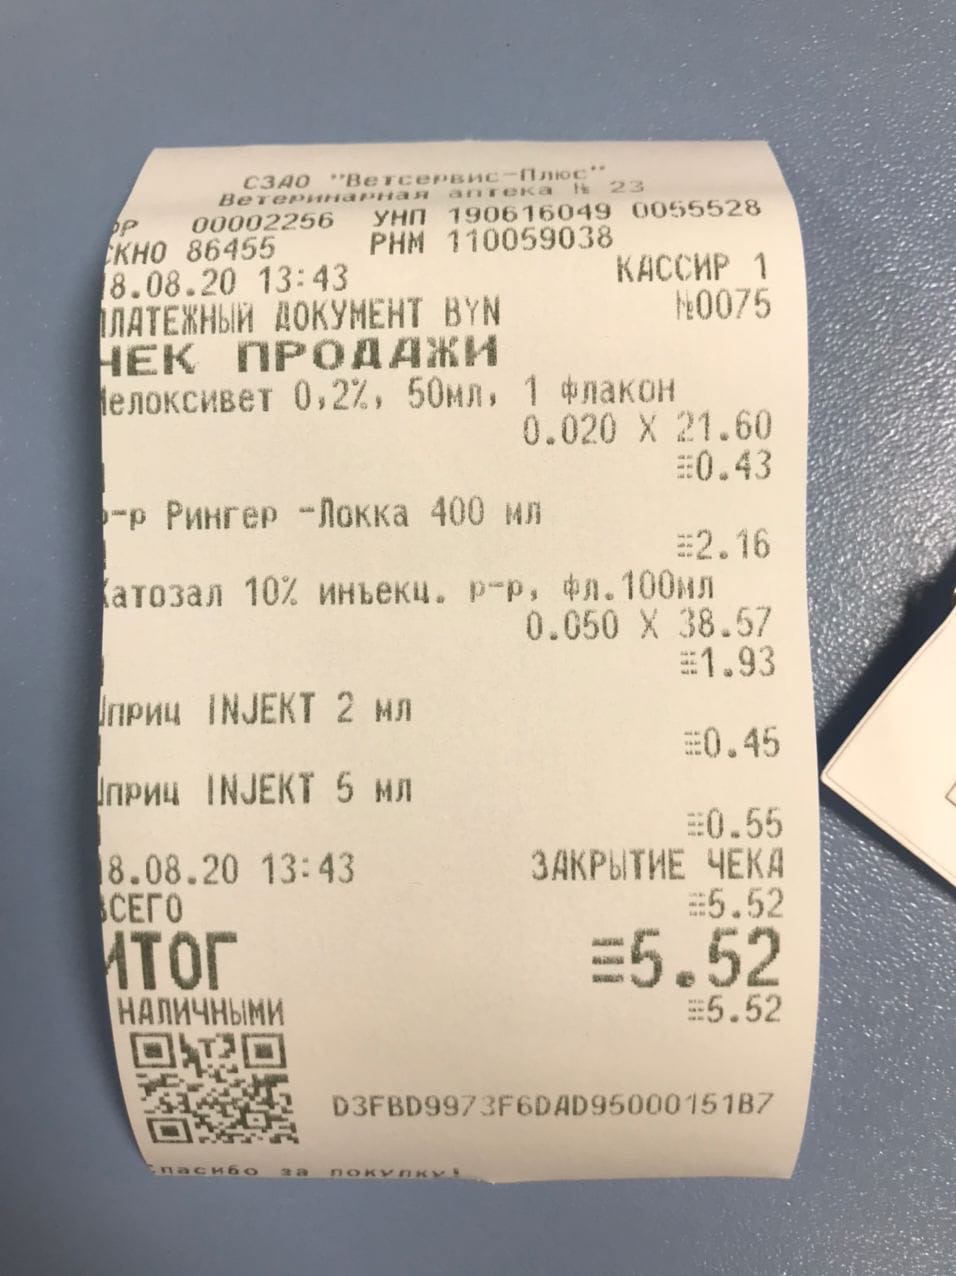 СЗАО "Ветсервис-Плюс"
Ветеринарная аптека № 23
00002256 УНП 190616049 0055528
СКНО 86455 РНМ 110059038
8.08.20 13:43 КАССИР 1
ПЛАТЕЖНЫЙ ДОКУМЕНТ BYN №0075
ЧЕК ПРОДАЖИ
Мелоксивет 0,2%, 50мл, 1 флакон
0.020 X 21.60
≡0.43
р-р Рингер -Локка 400 мл
≡2.16
Катозал 10% инъекц. р-р, фл.100мл
0.050 X 38.57
≡1.93
Шприц INJEKT 2 мл
≡0.45
Шприц INJEKT 5 мл
≡0.55
8.08.20 13:43 ЗАКРЫТИЕ ЧЕКА
ВСЕГО ≡5.52
ИТОГ ≡5.52
НАЛИЧНЫМИ ≡5.52
D3FBD9973F6DAD95000151B7
Спасибо за покупку!